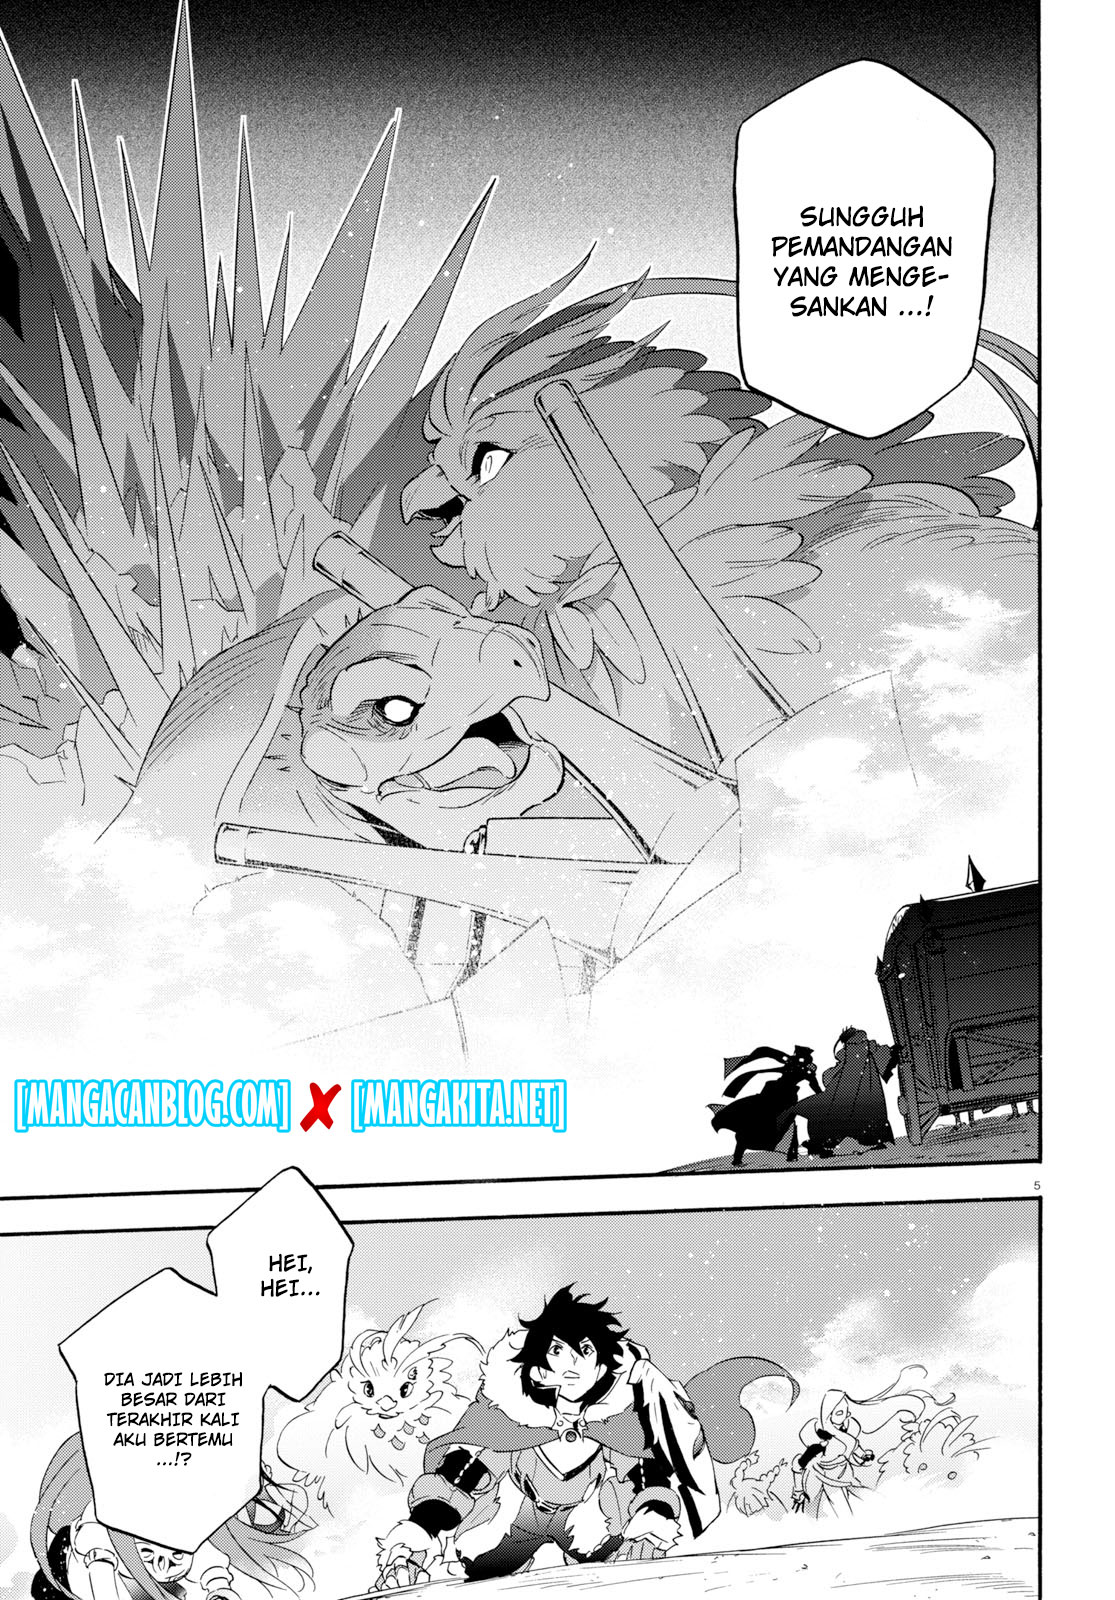 SUNGGUH
PEMANDANGAN
YANG MENGE-
SANKAN ...!
[MANGACANBLOG.COM] X [MANGAKITA.NET]
5
HEI,
HEI...
DIA JADI LEBIH
BESAR DARI
TERAKHIR KALI
AKU BERTEMU
...!?